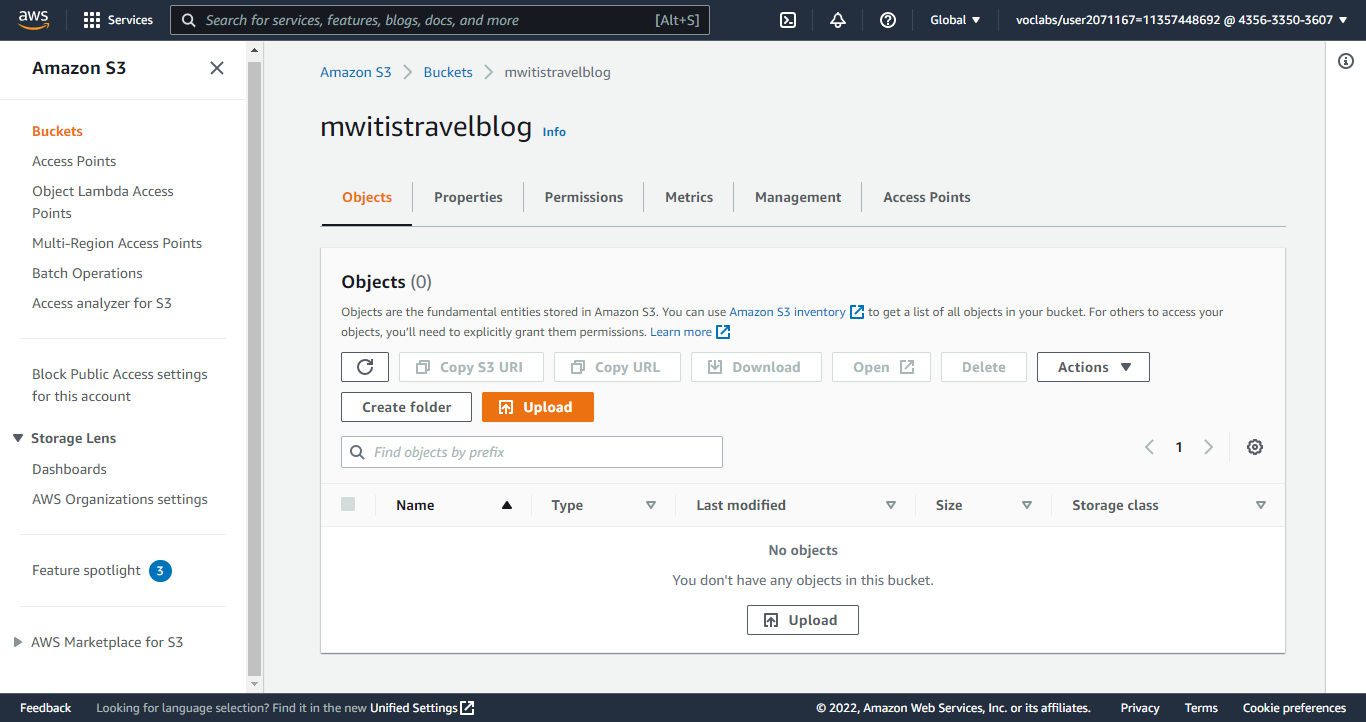 aws Services Search for services, features, blogs, docs, and more [Alt+S] Global voclabs/user2071167=11357448692 @ 4356-3350-3607
Amazon S3
Buckets
Access Points
Object Lambda Access
Points
Multi-Region Access Points
Batch Operations
Access analyzer for S3
Block Public Access settings
for this account
Storage Lens
Dashboards
AWS Organizations settings
Feature spotlight 3
AWS Marketplace for S3
Amazon S3 Buckets mwitistravelblog
mwitistravelblog Info
Objects Properties Permissions Metrics Management Access Points
Objects (0)
Objects are the fundamental entities stored in Amazon S3. You can use Amazon S3 inventory to get a list of all objects in your bucket. For others to access your
objects, you'll need to explicitly grant them permissions. Learn more
Copy S3 URI Copy URL Download Open Delete Actions
Create folder Upload
Find objects by prefix 1
Name Type Last modified Size Storage class
No objects
You don't have any objects in this bucket.
Upload
Feedback Looking for language selection? Find it in the new Unified Settings © 2022, Amazon Web Services, Inc. or its affiliates. Privacy Terms Cookie preferences